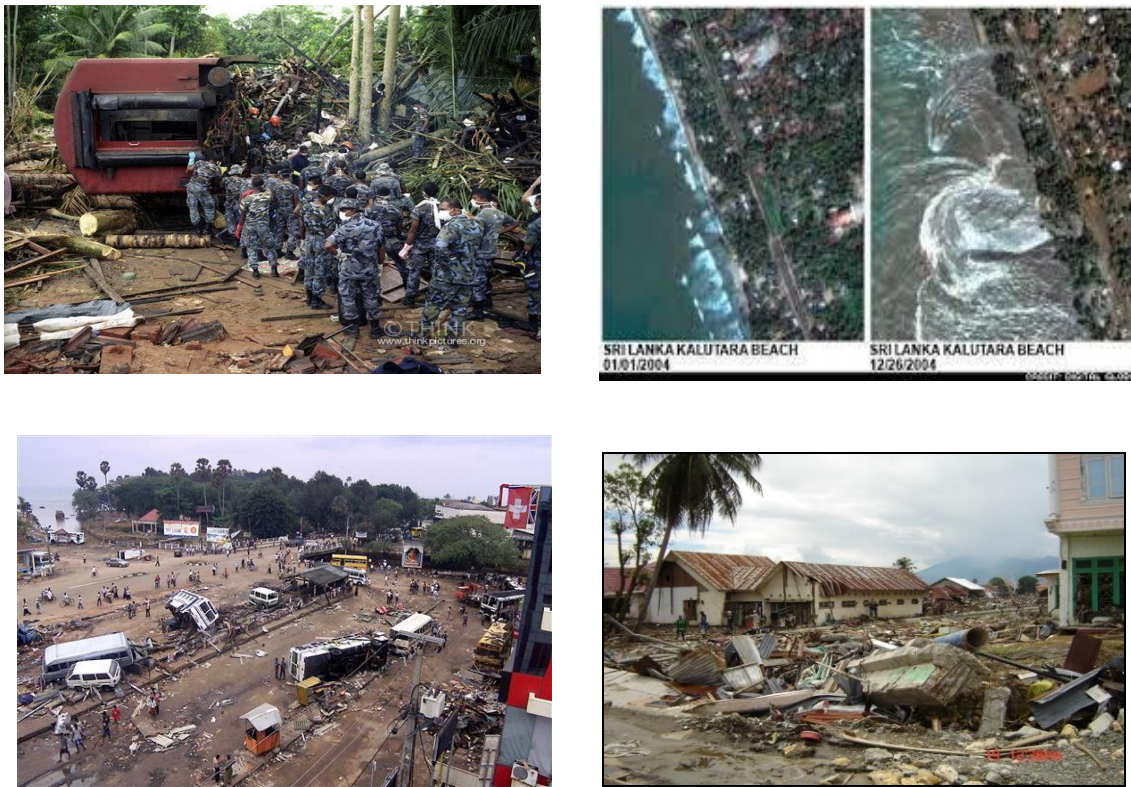 © THINK
www.thinkpictures.org
SRI LANKA KALUTARA BEACH
01/01/2004
SRI LANKA KALUTARA BEACH
12/26/2004